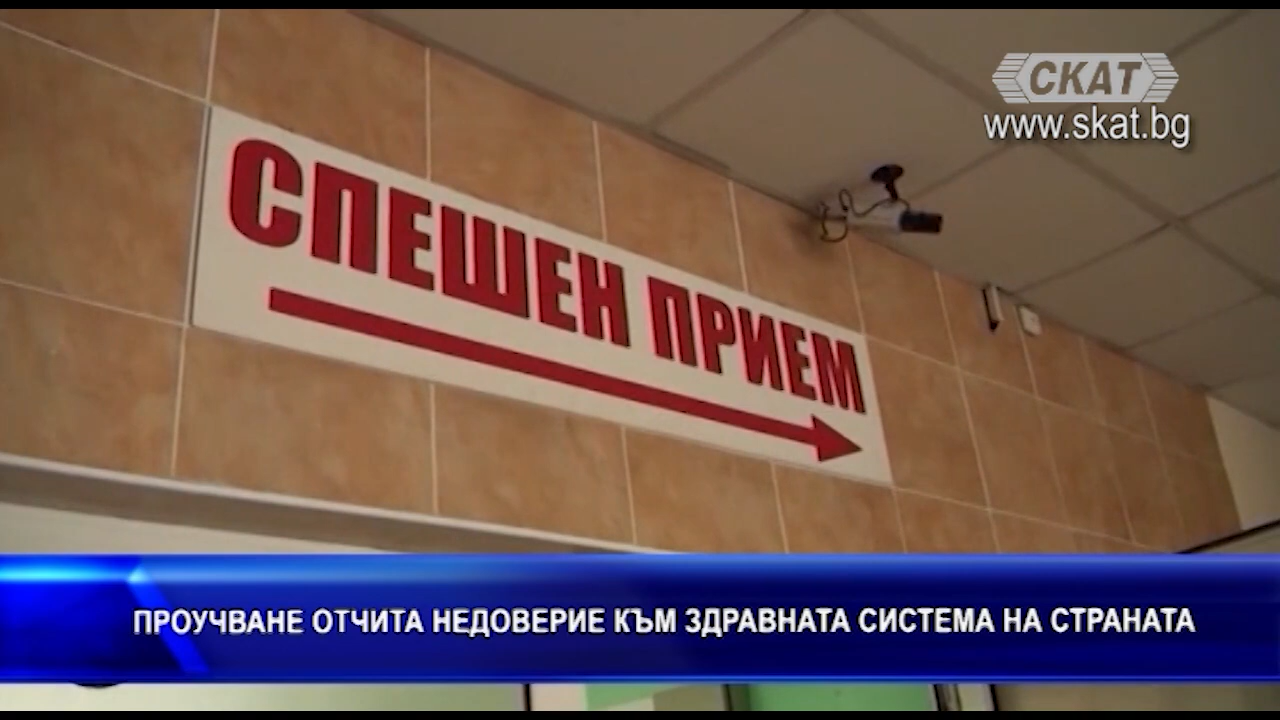 СКАТ
www.skat.bg
СПЕШЕН ПРИЕМ
ПРОУЧВАНЕ ОТЧИТА НЕДОВЕРИЕ КЪМ ЗДРАВНАТА СИСТЕМА НА СТРАНАТА